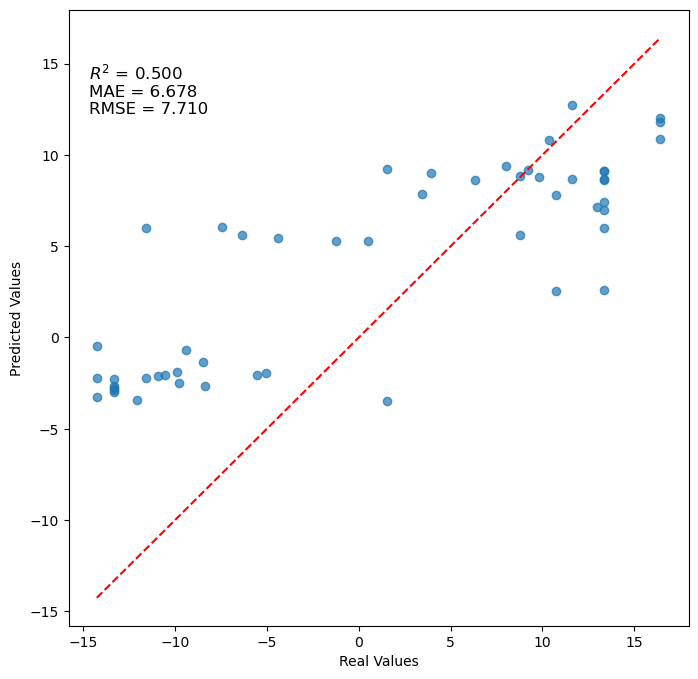 R² = 0.500
MAE = 6.678
RMSE = 7.710
15
10
5
0
−5
−10
−15
Predicted Values
−15 −10 −5 0 5 10 15
Real Values